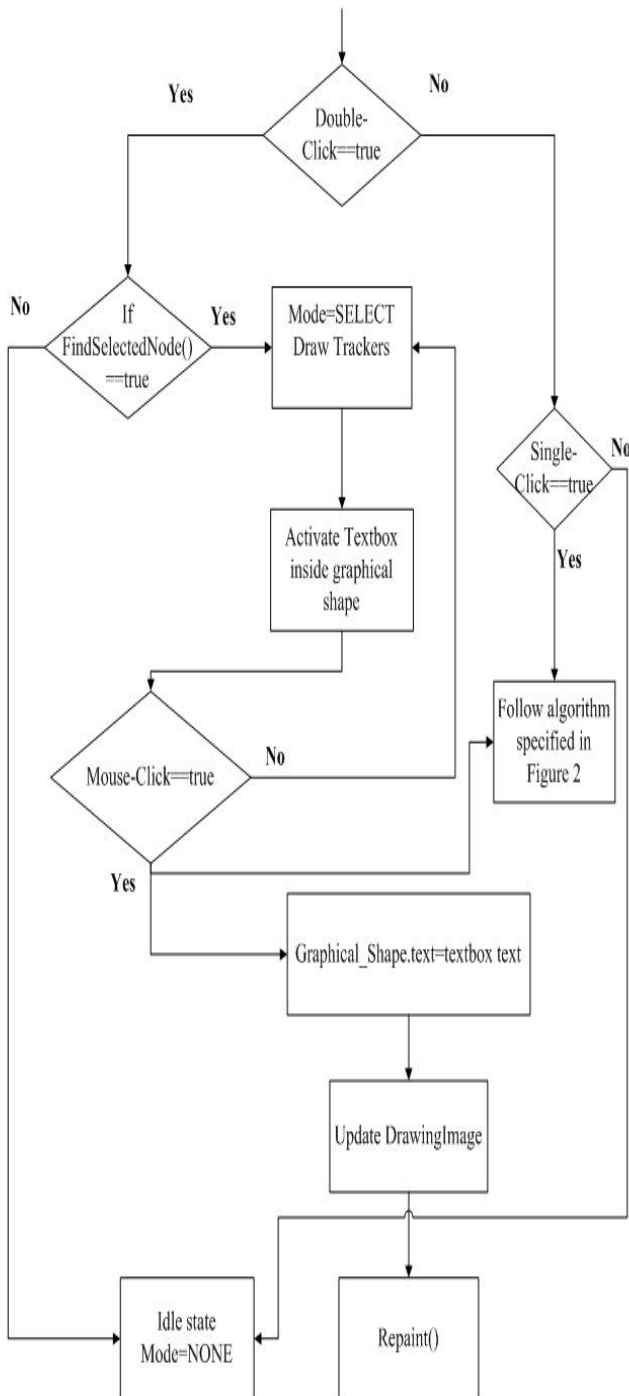 Yes
No
Double-
Click==true
No
If
FindSelectedNode()
==true
Yes
Mode=SELECT
Draw Trackers
Single-
Click==true
No
Yes
Activate Textbox
inside graphical
shape
Mouse-Click==true
No
Yes
Follow algorithm
specified in
Figure 2
Graphical_Shape.text=textbox text
Update DrawingImage
Idle state
Mode=NONE
Repaint()